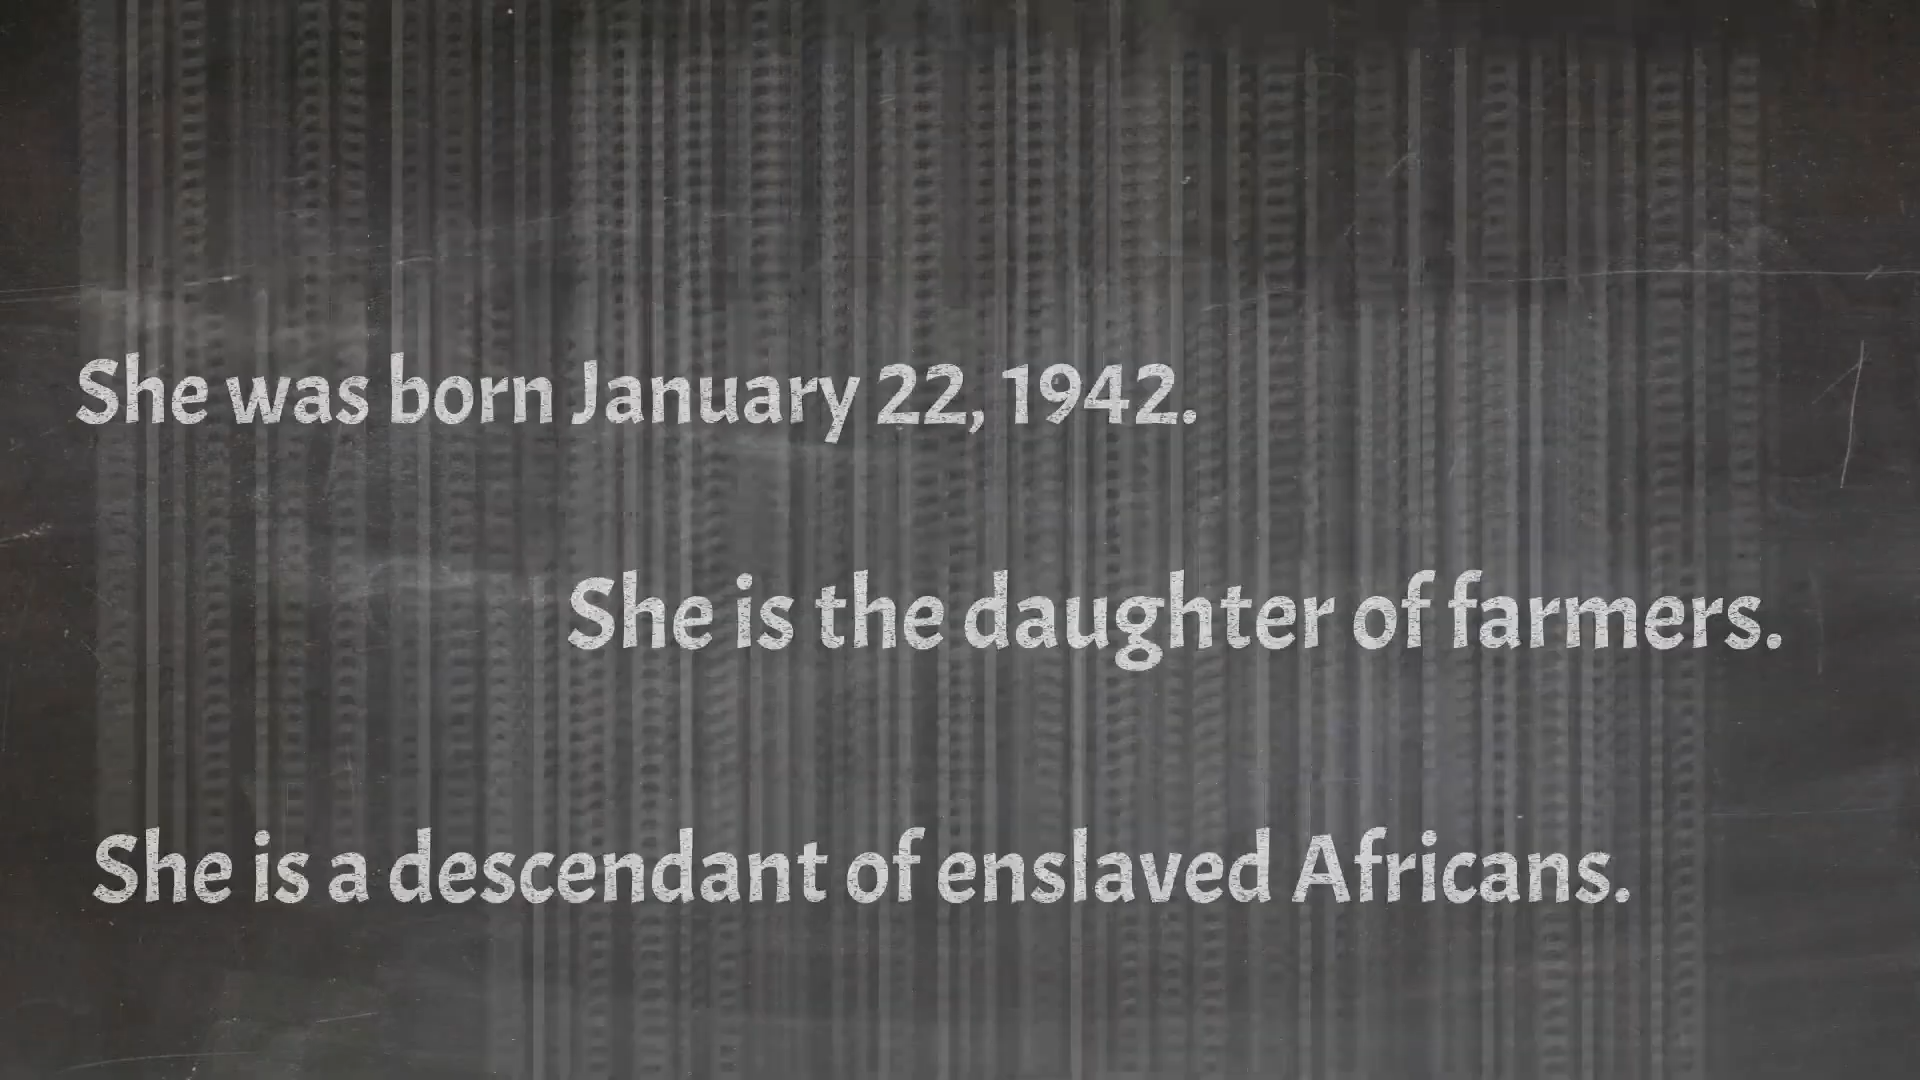 She was born January 22, 1942.
She is the daughter of farmers.
She is a descendant of enslaved Africans.